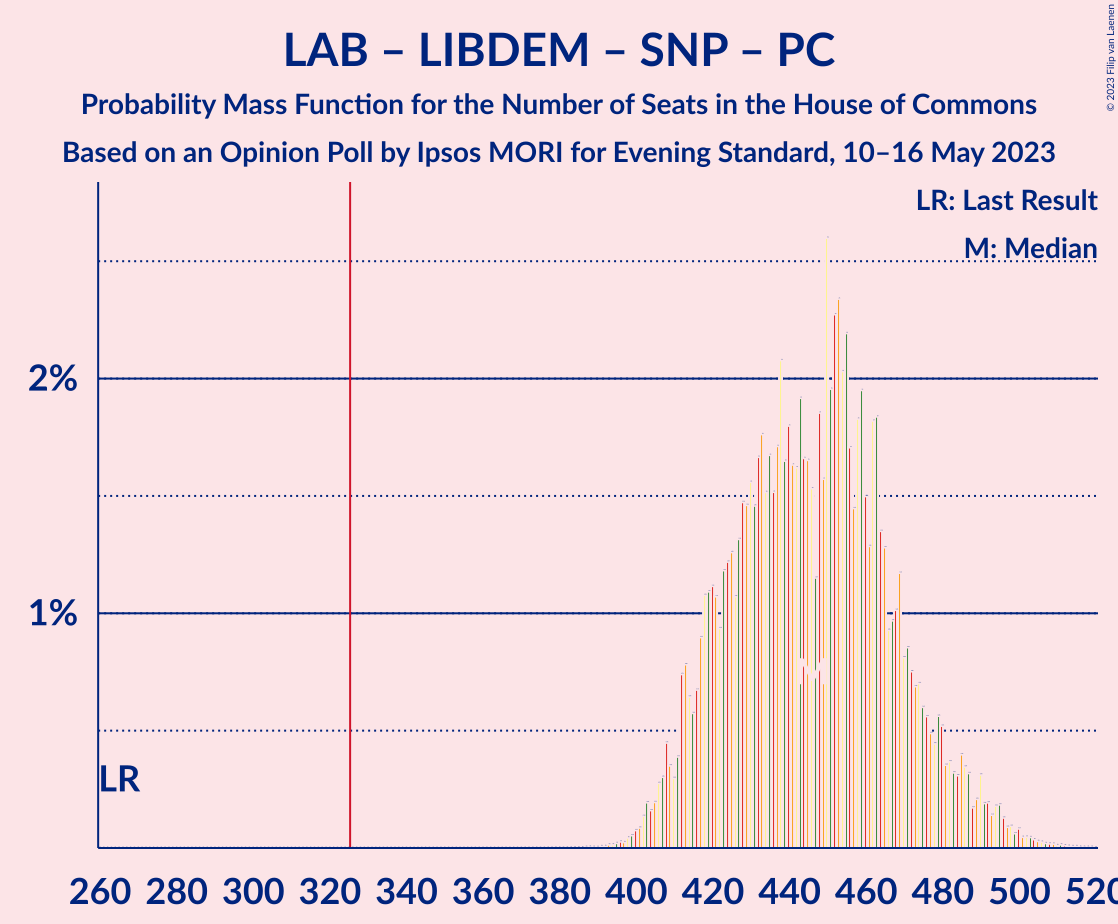 LAB – LIBDEM – SNP – PC
Probability Mass Function for the Number of Seats in the House of Commons
Based on an Opinion Poll by Ipsos MORI for Evening Standard, 10–16 May 2023
© 2023 Filip van Laenen
LR: Last Result
M: Median
2%
1%
LR
260 280 300 320 340 360 380 400 420 440 460 480 500 520